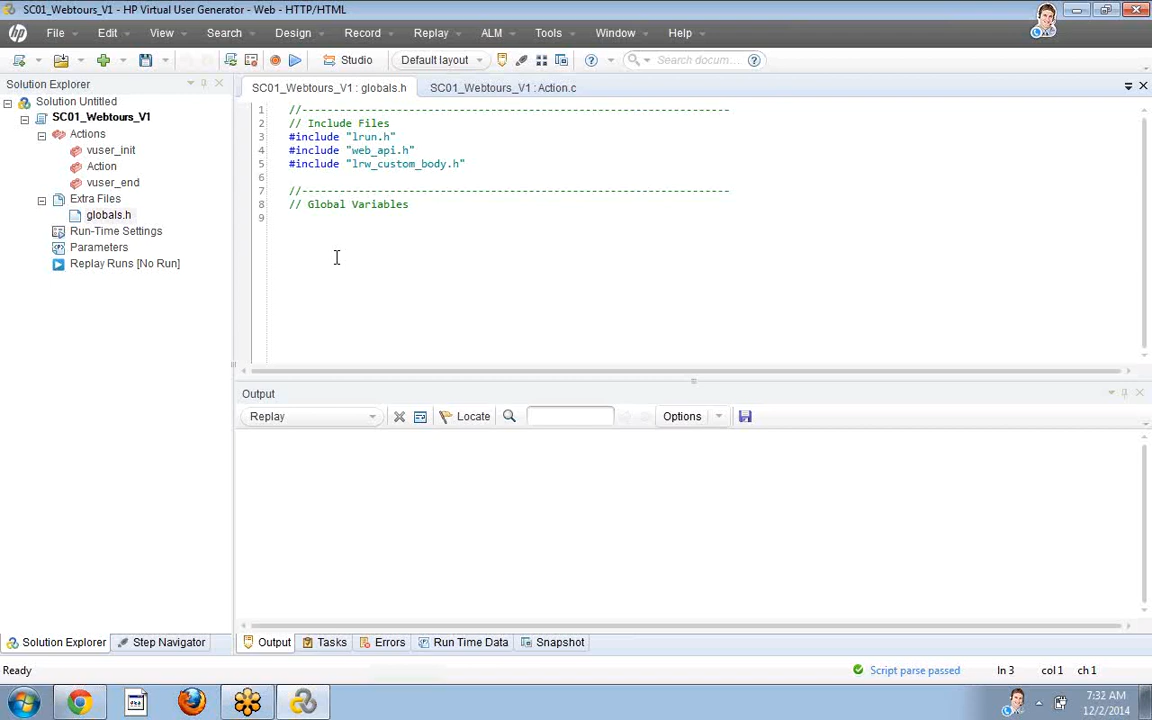 SC01_Webtours_V1 - HP Virtual User Generator - Web - HTTP/HTML
hp File Edit View Search Design Record Replay ALM Tools Window Help
Studio Default layout Search docum...
Solution Explorer
Solution Untitled
SC01_Webtours_V1
Actions
vuser_init
Action
vuser_end
Extra Files
globals.h
Run-Time Settings
Parameters
Replay Runs [No Run]
SC01_Webtours_V1 : globals.h SC01_Webtours_V1 : Action.c
1 //--------------------------------------------------------------------
2 // Include Files
3 #include "lrun.h"
4 #include "web_api.h"
5 #include "lrw_custom_body.h"
6
7 //--------------------------------------------------------------------
8 // Global Variables
9
Output
Replay Locate Options
Solution Explorer Step Navigator Output Tasks Errors Run Time Data Snapshot
Ready Script parse passed ln 3 col 1 ch 1
7:32 AM
12/2/2014